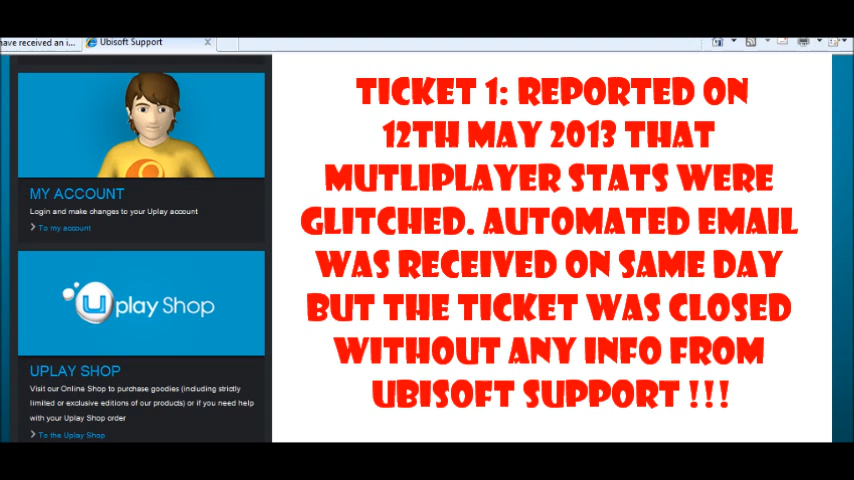 have received an i...
Ubisoft Support
MY ACCOUNT
Login and make changes to your Uplay account
To my account
Uplay Shop
UPLAY SHOP
Visit our Online Shop to purchase goodies (including strictly
limited or exclusive editions of our products) or if you need help
with your Uplay Shop order
To the Uplay Shop
TICKET 1: REPORTED ON
12TH MAY 2013 THAT
MUTLIPLAYER STATS WERE
GLITCHED. AUTOMATED EMAIL
WAS RECEIVED ON SAME DAY
BUT THE TICKET WAS CLOSED
WITHOUT ANY INFO FROM
UBISOFT SUPPORT !!!